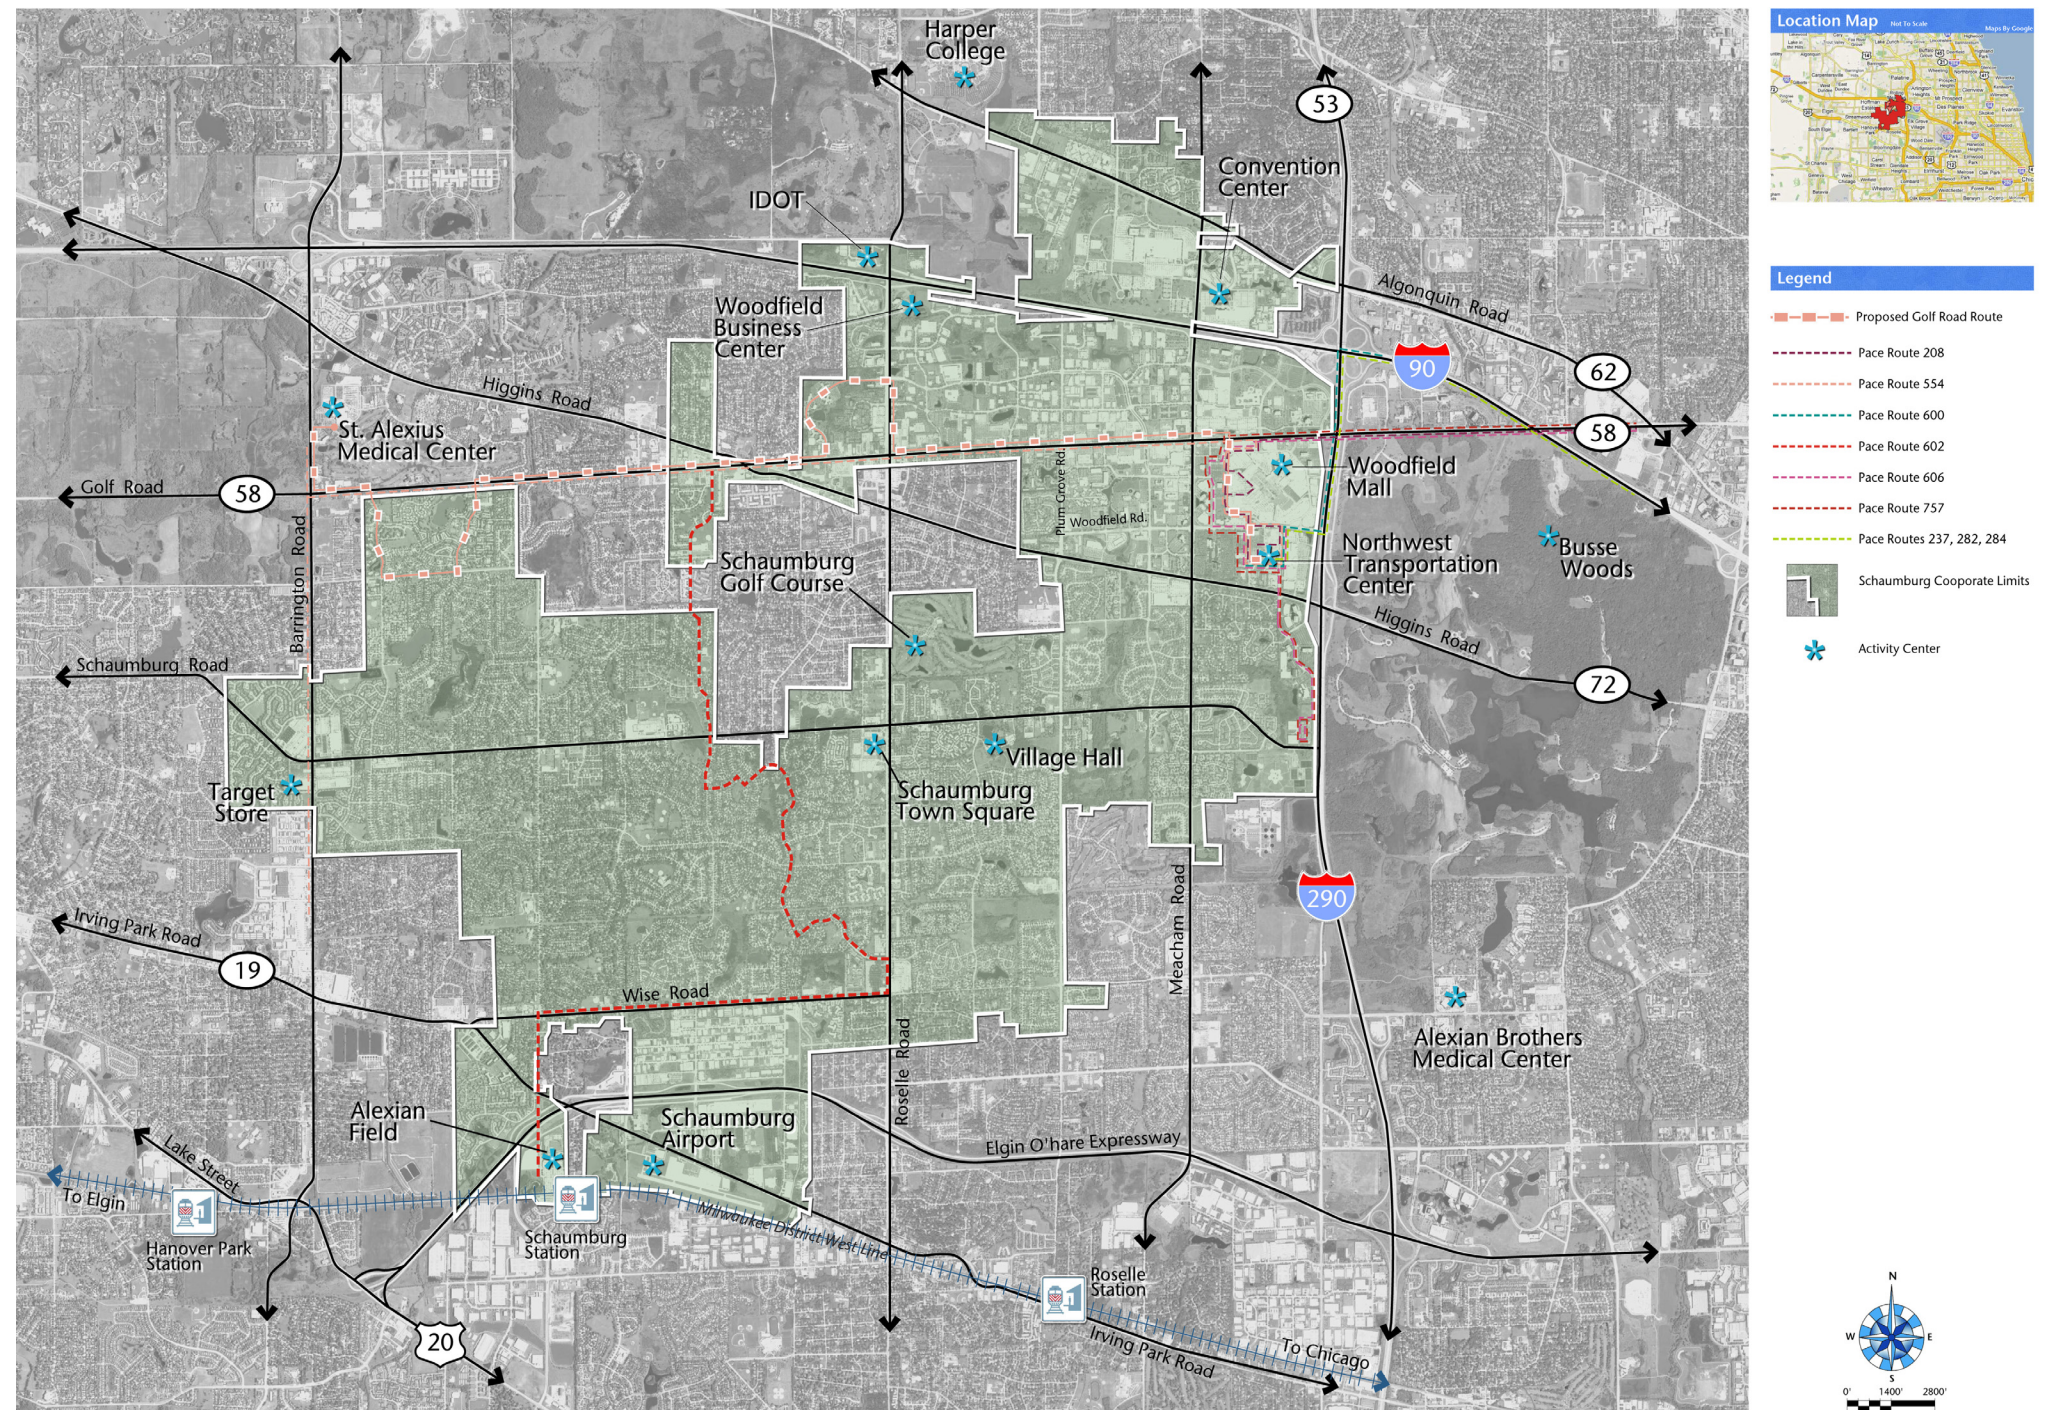 Harper
College
53
Convention
Center
IDOT
Algonquin Road
Woodfield
Business
Center
90
62
Higgins Road
58
St. Alexius
Medical Center
Woodfield
Mall
Golf Road
58
Plum Grove Rd.
Woodfield Rd.
Barrington Road
Schaumburg
Golf Course
Northwest
Transportation
Center
Busse
Woods
Higgins Road
Schaumburg Road
72
Village Hall
Target
Store
Schaumburg
Town Square
290
Meacham Road
Irving Park Road
19
Wise Road
Roselle Road
Alexian Brothers
Medical Center
Alexian
Field
Schaumburg
Airport
Elgin O'hare Expressway
Lake Street
To Elgin
Hanover Park
Station
Schaumburg
Station
Milwaukee District West Line
Roselle
Station
20
Irving Park Road
To Chicago
Location Map Not To Scale
Maps By Google
Legend
Proposed Golf Road Route
Pace Route 208
Pace Route 554
Pace Route 600
Pace Route 602
Pace Route 606
Pace Route 757
Pace Routes 237, 282, 284
Schaumburg Cooporate Limits
Activity Center
N
W
E
S
0' 1400' 2800'